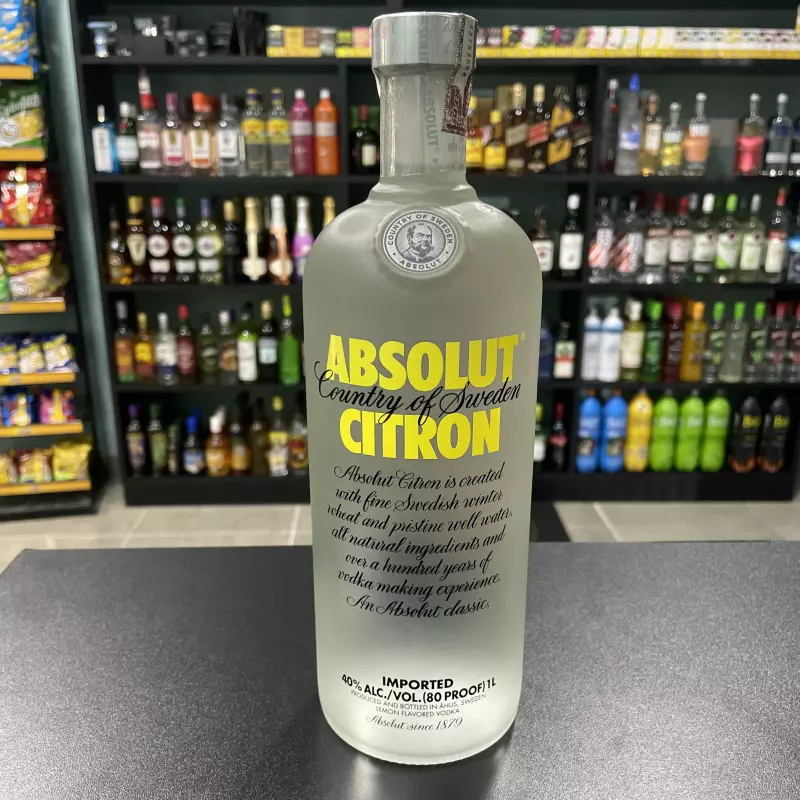 COUNTRY OF SWEDEN
ABSOLUT
ABSOLUT
Country of Sweden
CITRON
Absolut Citron is created
with fine Swedish winter
wheat and pristine well water,
all natural ingredients and
over a hundred years of
vodka making experience.
An Absolut classic.
IMPORTED
40% ALC./VOL.(80 PROOF) 1L
PRODUCED AND BOTTLED IN ÅHUS, SWEDEN
LEMON FLAVORED VODKA
Absolut since 1879